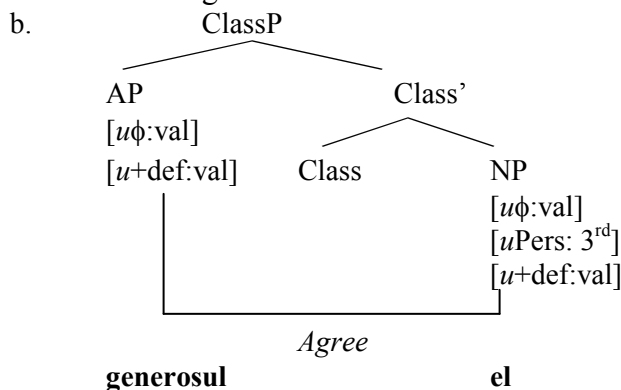 b. ClassP
AP Class’
[uϕ:val]
[u+def:val] Class NP
[uϕ:val]
[uPers: 3rd]
[u+def:val]
Agree
generosul el